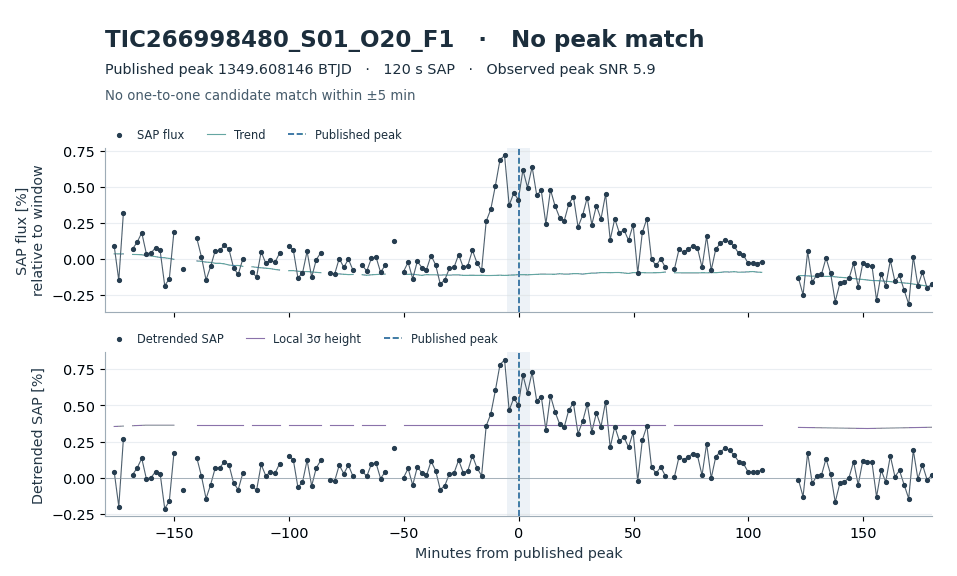 TIC266998480_S01_O20_F1 · No peak match
Published peak 1349.608146 BTJD · 120 s SAP · Observed peak SNR 5.9
No one-to-one candidate match within ±5 min
SAP flux Trend Published peak
SAP flux [%]
relative to window
0.75
0.50
0.25
0.00
−0.25
Detrended SAP Local 3σ height Published peak
Detrended SAP [%]
0.75
0.50
0.25
0.00
−0.25
−150 −100 −50 0 50 100 150
Minutes from published peak